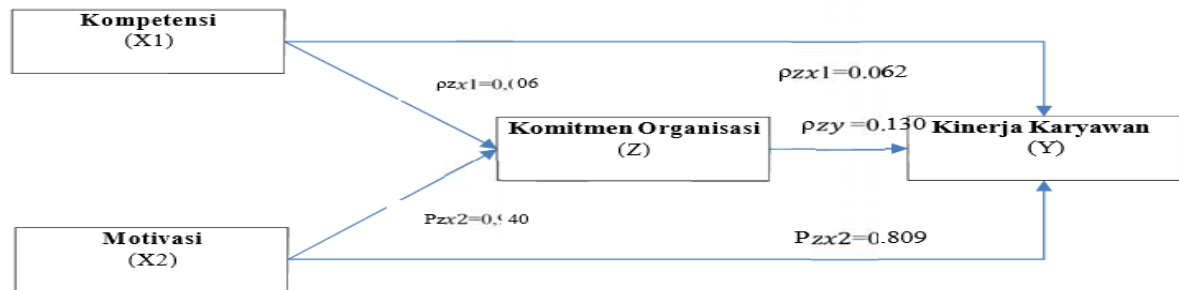 Kompetensi
(X1)
ρzx1=0.062
Komitmen Organisasi
(Z)
ρzy =0.130
Kinerja Karyawan
(Y)
Motivasi
(X2)
Pzx2=0.809